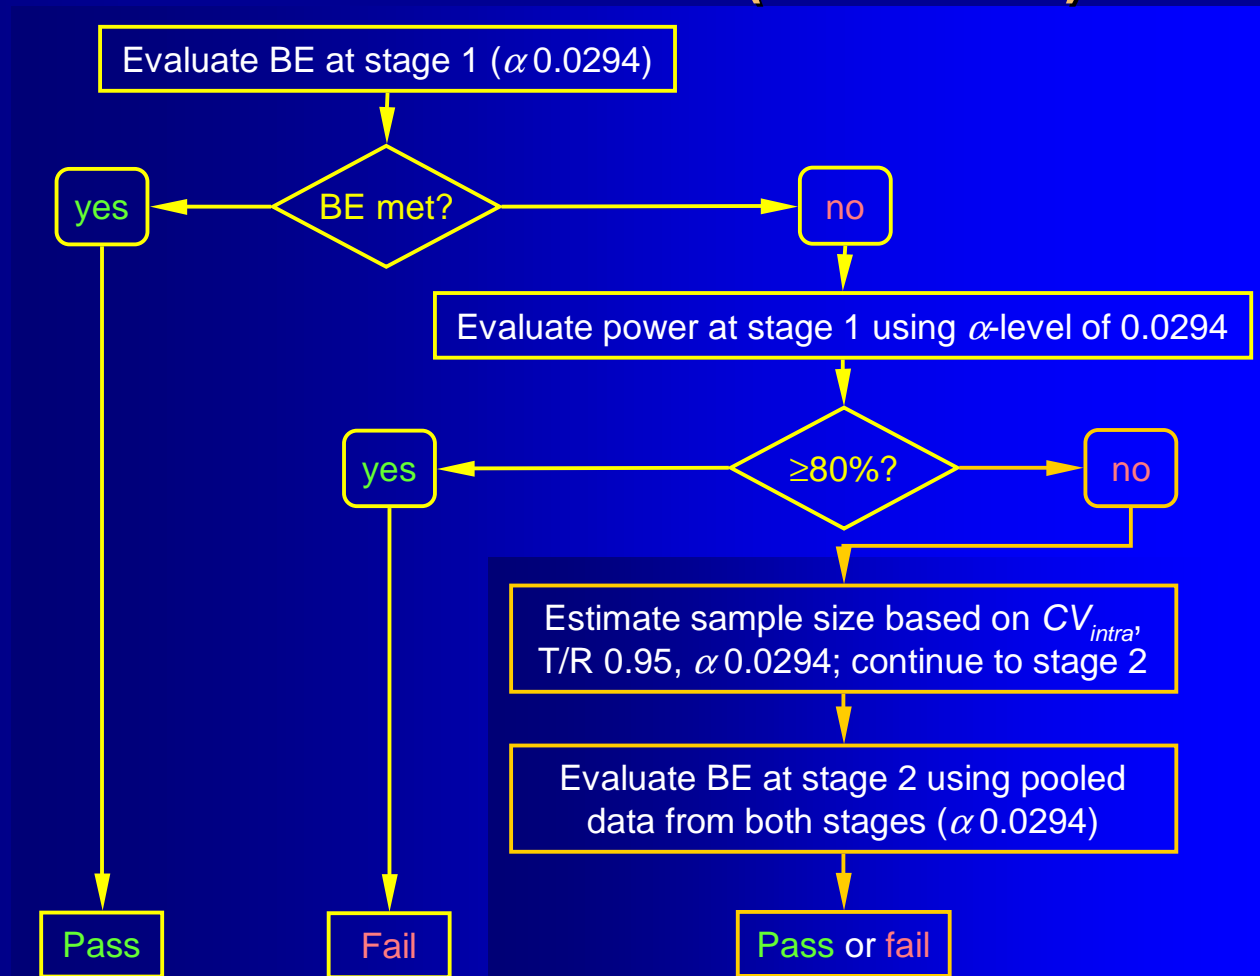 Evaluate BE at stage 1 (α 0.0294)
yes
BE met?
no
Evaluate power at stage 1 using α-level of 0.0294
yes
≥80%?
no
Estimate sample size based on CVintra,
T/R 0.95, α 0.0294; continue to stage 2
Evaluate BE at stage 2 using pooled
data from both stages (α 0.0294)
Pass
Fail
Pass or fail